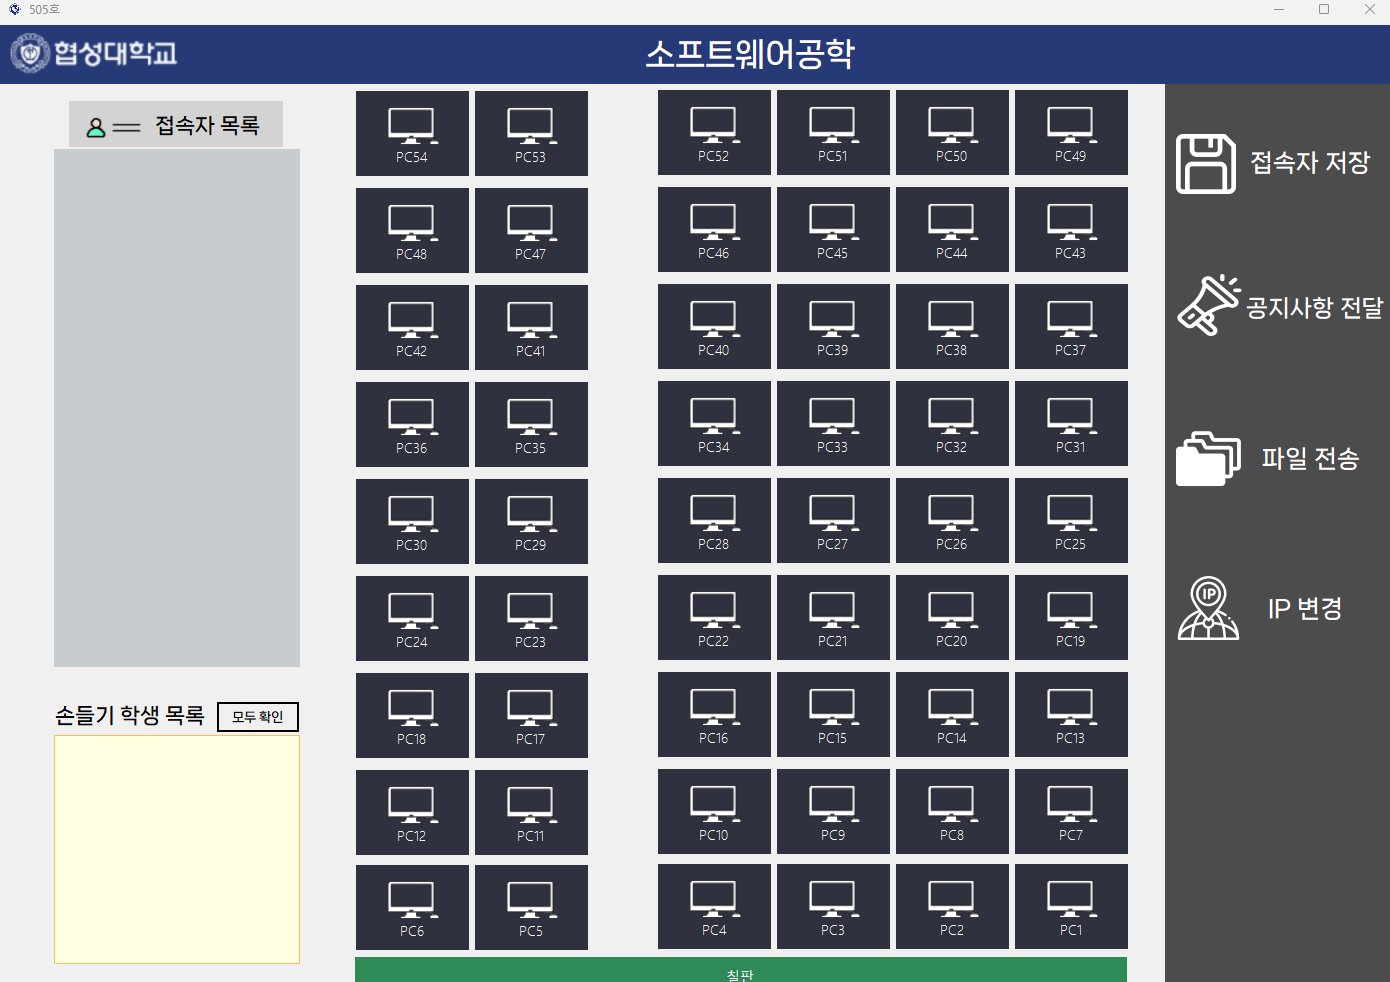 505호
협성대학교
소프트웨어공학
접속자 목록
손들기 학생 목록 모두 확인
PC54 PC53 PC52 PC51 PC50 PC49
PC48 PC47 PC46 PC45 PC44 PC43
PC42 PC41 PC40 PC39 PC38 PC37
PC36 PC35 PC34 PC33 PC32 PC31
PC30 PC29 PC28 PC27 PC26 PC25
PC24 PC23 PC22 PC21 PC20 PC19
PC18 PC17 PC16 PC15 PC14 PC13
PC12 PC11 PC10 PC9 PC8 PC7
PC6 PC5 PC4 PC3 PC2 PC1
칠판
접속자 저장
공지사항 전달
파일 전송
IP
IP 변경